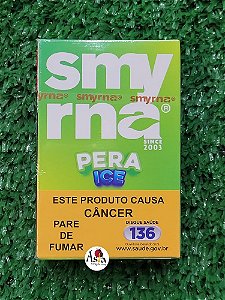 smy
smyrna smyrna smyrna
rna®
SINCE
2003
PERA
ICE
ESTE PRODUTO CAUSA
CÂNCER
PARE
DE
FUMAR
DISQUE SAÚDE
136
www.saude.gov.br